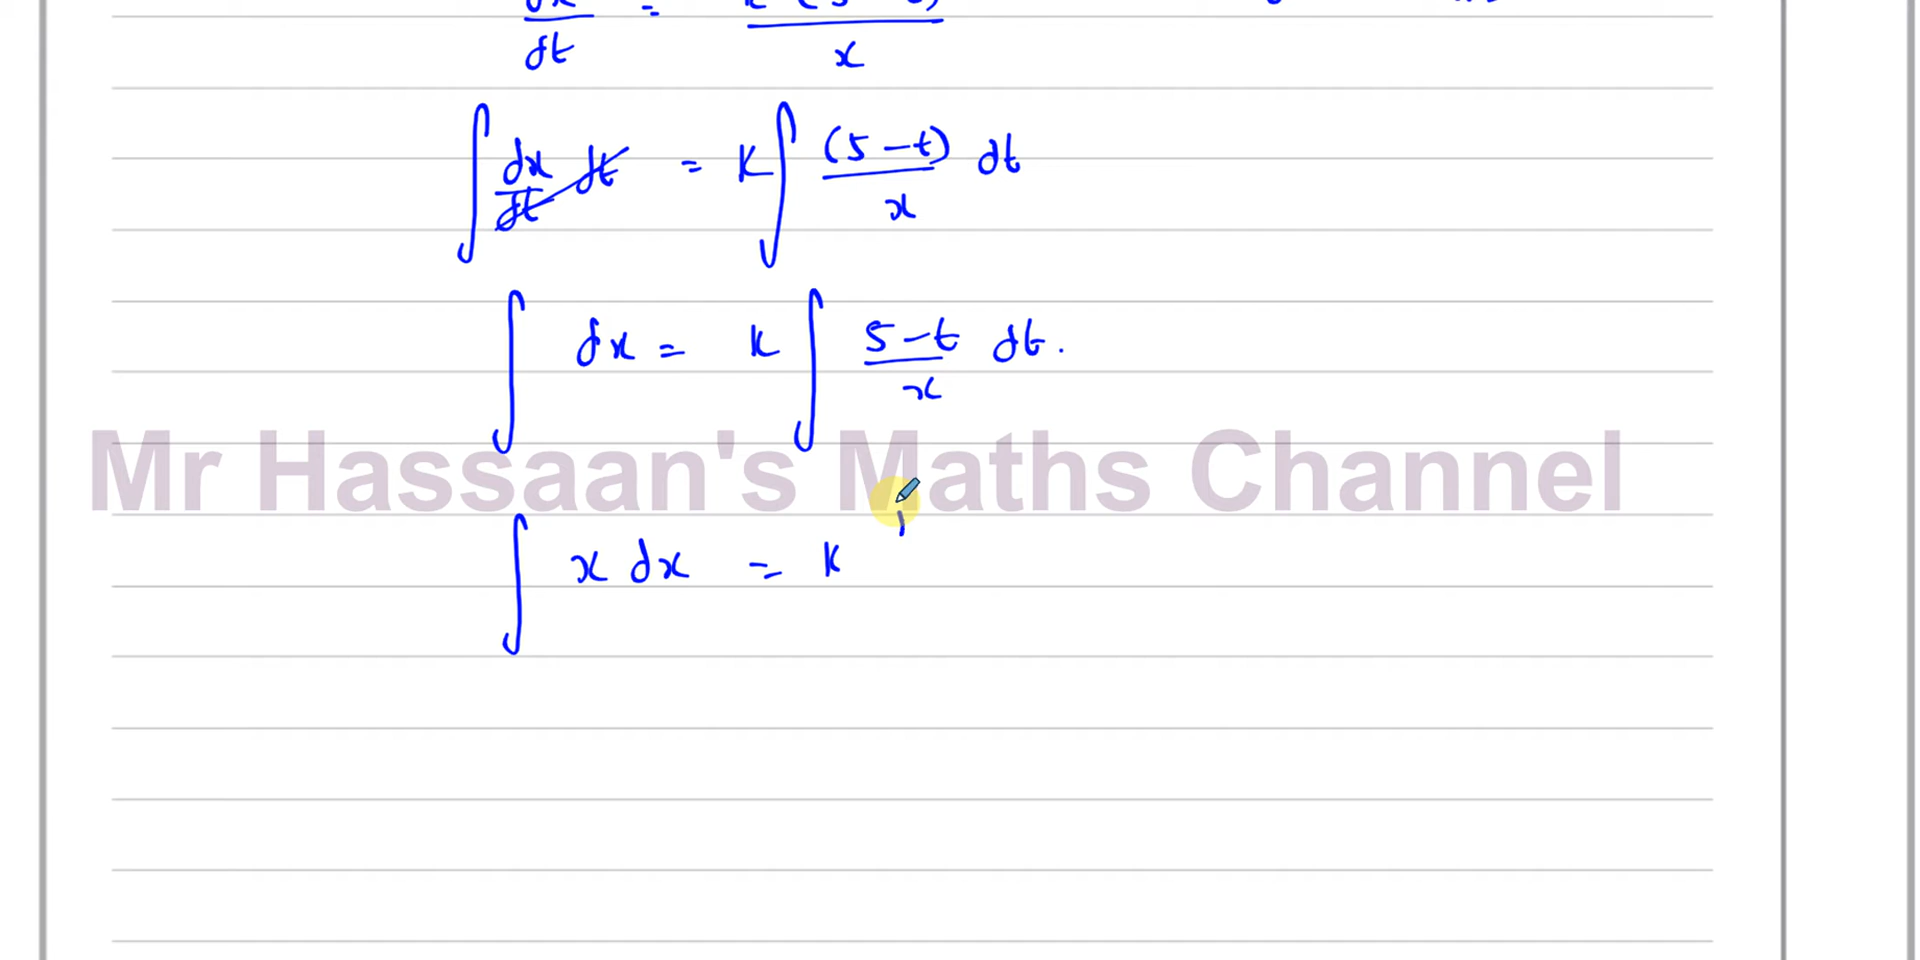 dx/dt = k(5-t)/x
∫ dx/dt dt = k ∫ (5-t)/x dt
∫ dx = k ∫ 5-t/x dt.
Mr Hassaan's Maths Channel
∫ x dx = k